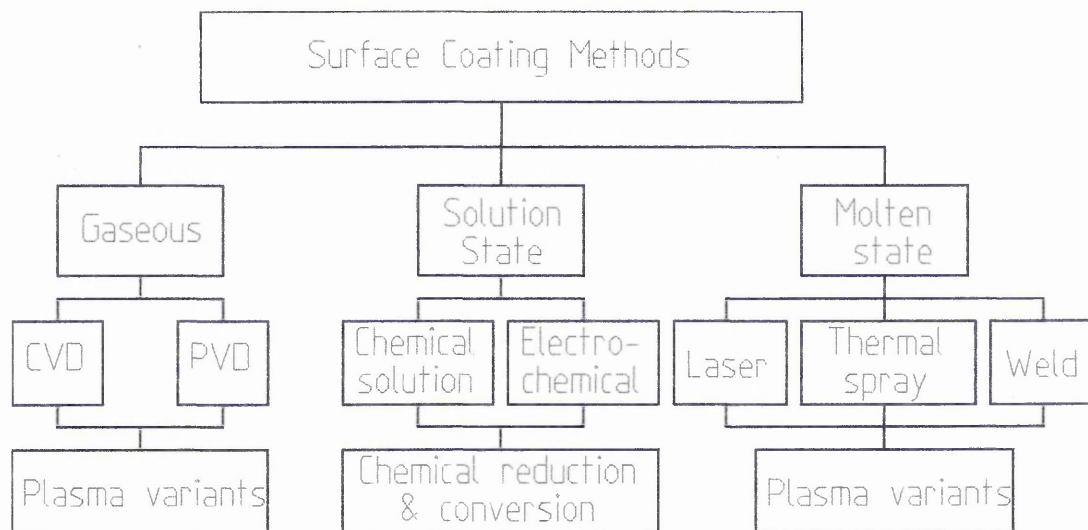 Surface Coating Methods
Gaseous
Solution
State
Molten
state
CVD
PVD
Chemical
solution
Electro-
chemical
Laser
Thermal
spray
Weld
Plasma variants
Chemical reduction
& conversion
Plasma variants